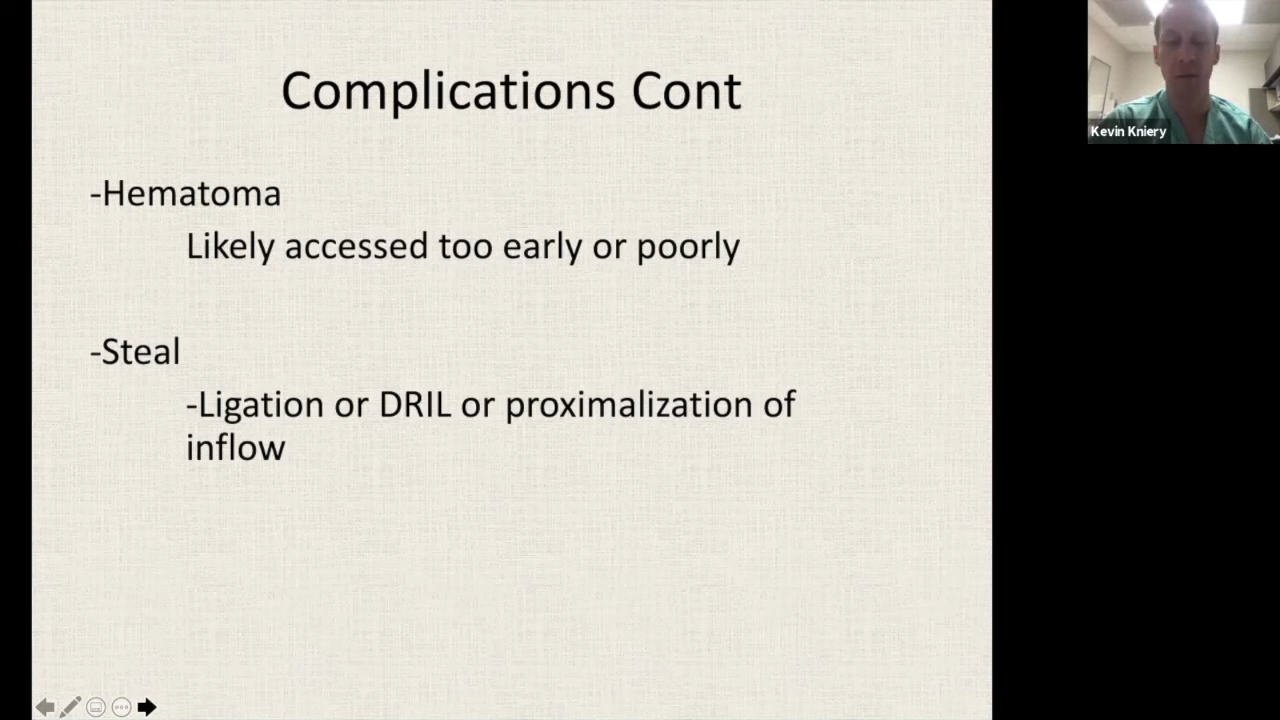 Complications Cont
-Hematoma
Likely accessed too early or poorly
-Steal
-Ligation or DRIL or proximalization of
inflow
Kevin Kniery